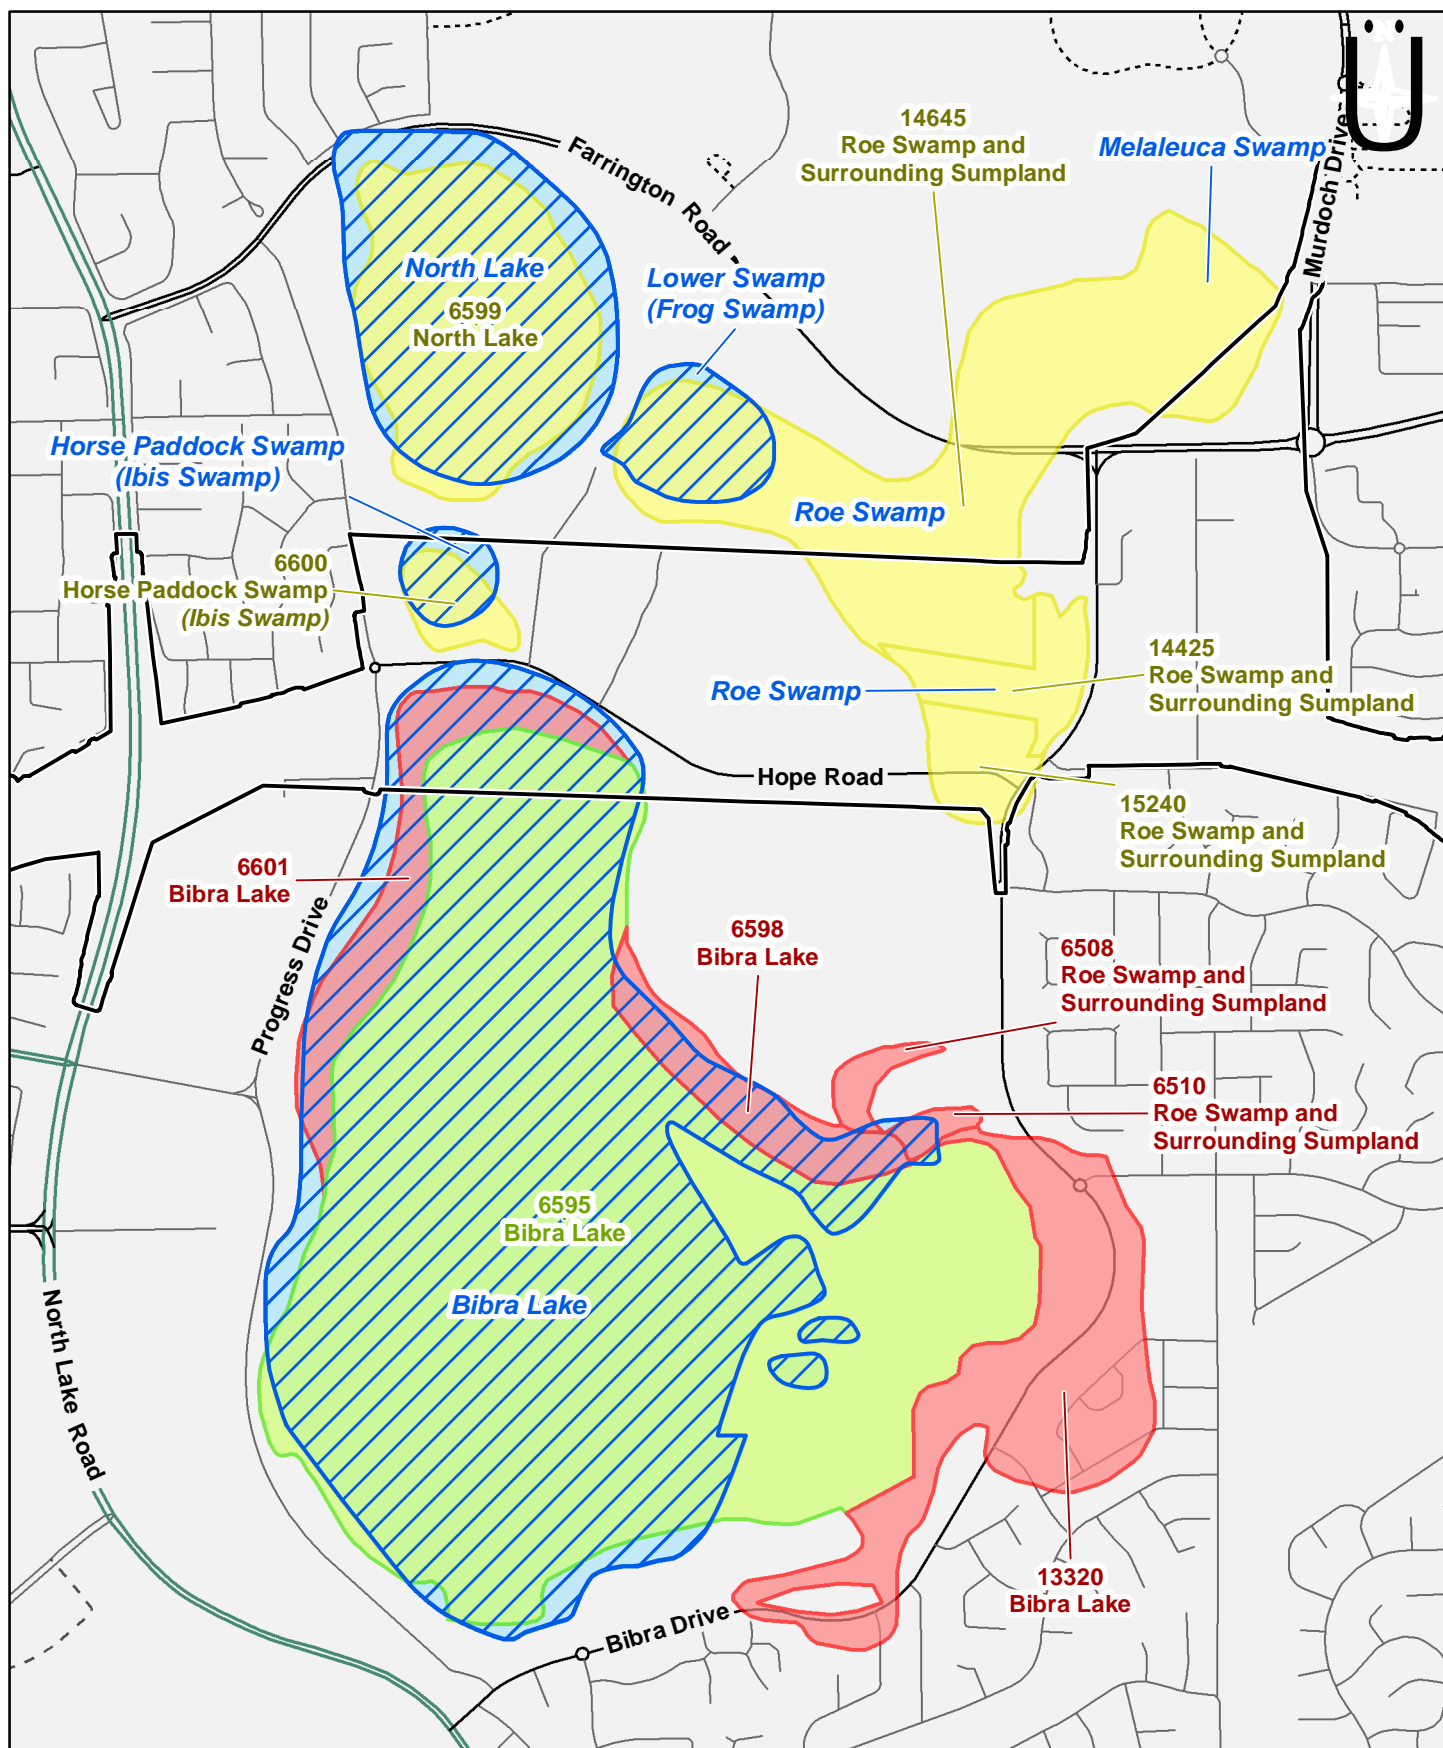 N
14645
Roe Swamp and
Surrounding Sumpland
Melaleuca Swamp
Farrington Road
Murdoch Drive
North Lake
6599
North Lake
Lower Swamp
(Frog Swamp)
Horse Paddock Swamp
(Ibis Swamp)
Roe Swamp
6600
Horse Paddock Swamp
(Ibis Swamp)
14425
Roe Swamp and
Surrounding Sumpland
Roe Swamp
Hope Road
15240
Roe Swamp and
Surrounding Sumpland
6601
Bibra Lake
Progress Drive
6598
Bibra Lake
6508
Roe Swamp and
Surrounding Sumpland
6510
Roe Swamp and
Surrounding Sumpland
6595
Bibra Lake
Bibra Lake
North Lake Road
13320
Bibra Lake
Bibra Drive